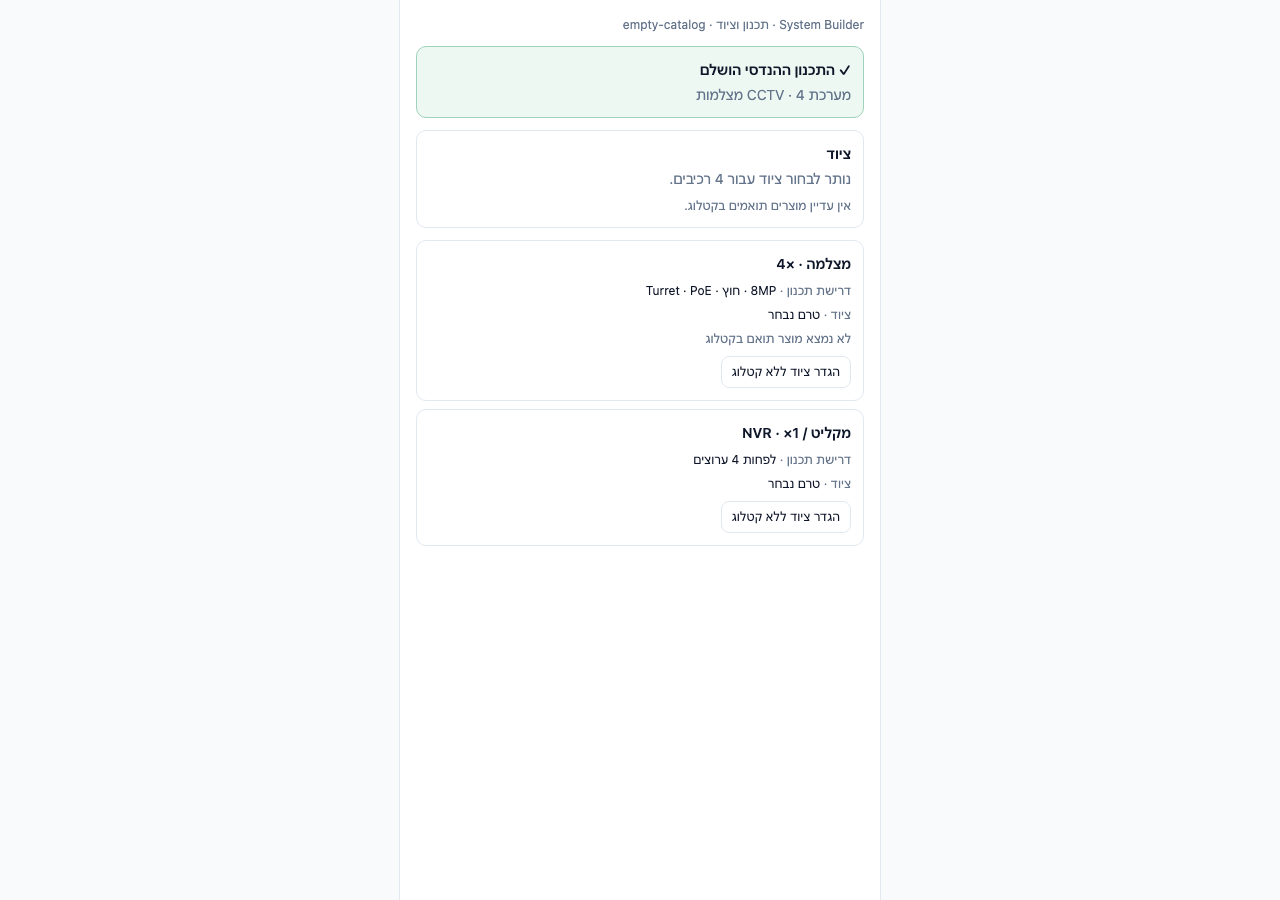 System Builder · תכנון וציוד · empty-catalog
✓ התכנון ההנדסי הושלם
מערכת CCTV · 4 מצלמות
ציוד
נותר לבחור ציוד עבור 4 רכיבים.
אין עדיין מוצרים תואמים בקטלוג.
מצלמה · ×4
דרישת תכנון · 8MP · חוץ · Turret · PoE
ציוד · טרם נבחר
לא נמצא מוצר תואם בקטלוג
הגדר ציוד ללא קטלוג
מקליט / NVR · ×1
דרישת תכנון · לפחות 4 ערוצים
ציוד · טרם נבחר
הגדר ציוד ללא קטלוג